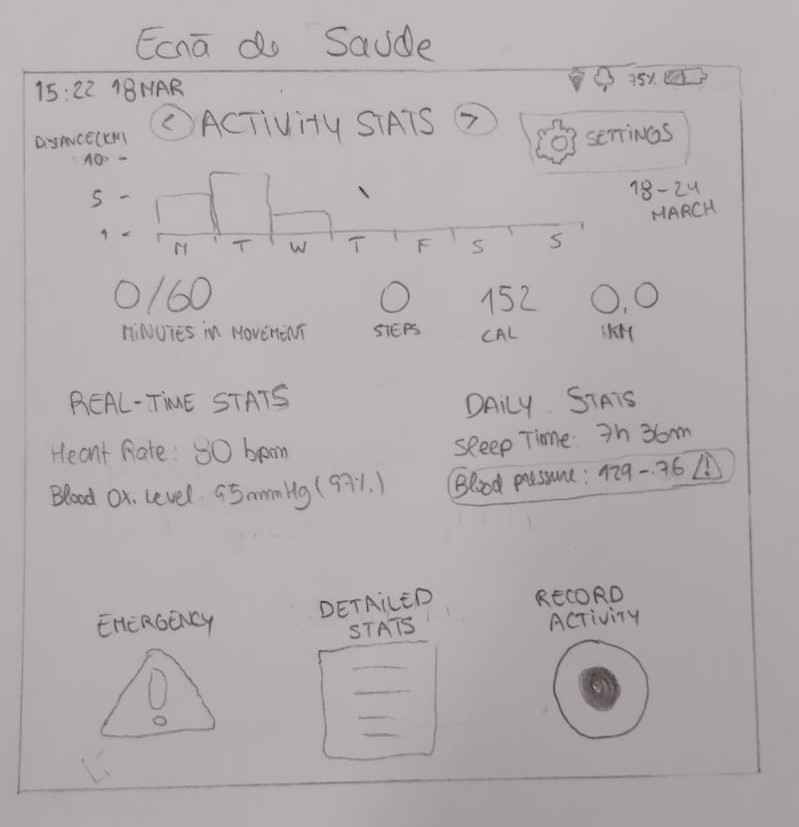 Ecrã de Saude
15:22 18 MAR
75%
< ACTIVITY STATS >
SETTINGS
DISTANCE(KM)
10 -
5 -
1 -
M T W T F S S
18-24
MARCH
0/60
MINUTES in MOVEMENT
0
STEPS
152
CAL
0,0
KM
REAL-TIME STATS
Heart Rate: 80 bpm
Blood Ox. Level: 95mmHg (97%)
DAILY STATS
Sleep Time: 7h 36m
Blood pressure: 129-76 !
EMERGENCY
!
DETAILED
STATS
RECORD
ACTIVITY